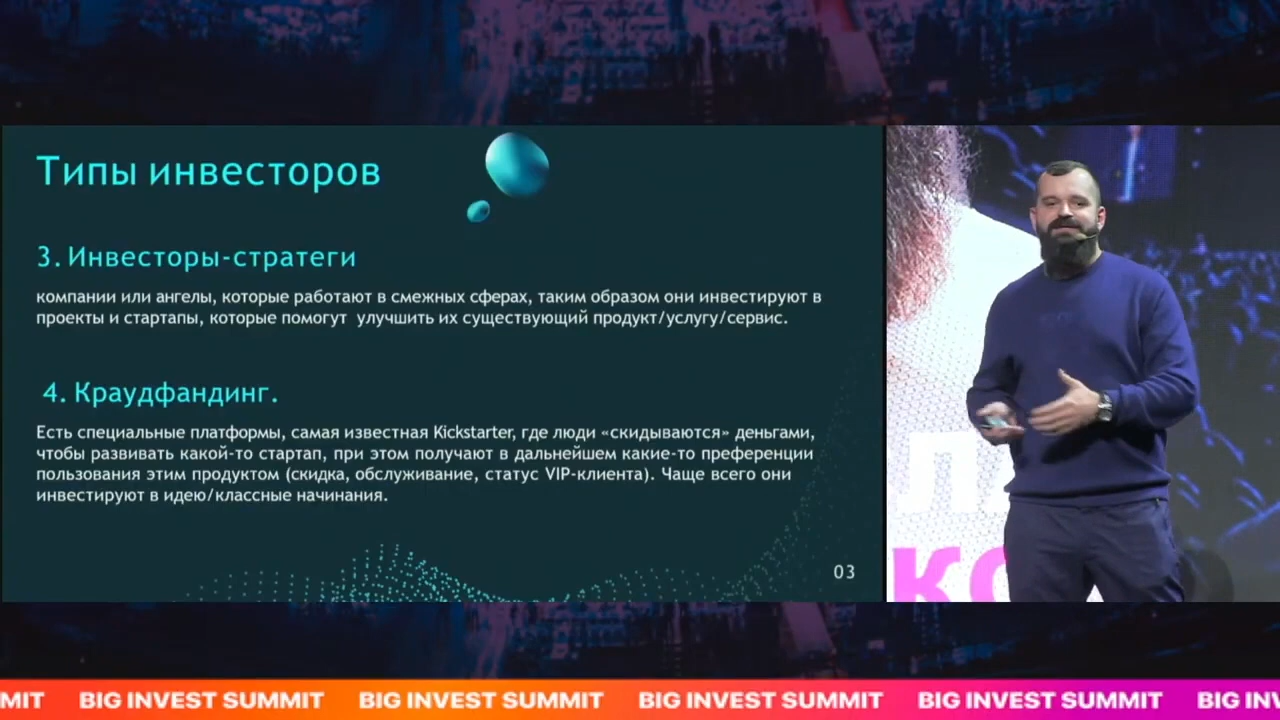 Типы инвесторов
3. Инвесторы-стратеги
компании или ангелы, которые работают в смежных сферах, таким образом они инвестируют в
проекты и стартапы, которые помогут улучшить их существующий продукт/услугу/сервис.
4. Краудфандинг.
Есть специальные платформы, самая известная Kickstarter, где люди «скидываются» деньгами,
чтобы развивать какой-то стартап, при этом получают в дальнейшем какие-то преференции
пользования этим продуктом (скидка, обслуживание, статус VIP-клиента). Чаще всего они
инвестируют в идею/классные начинания.
03
MIT BIG INVEST SUMMIT BIG INVEST SUMMIT BIG INVEST SUMMIT BIG INVEST SUMMIT BIG INV